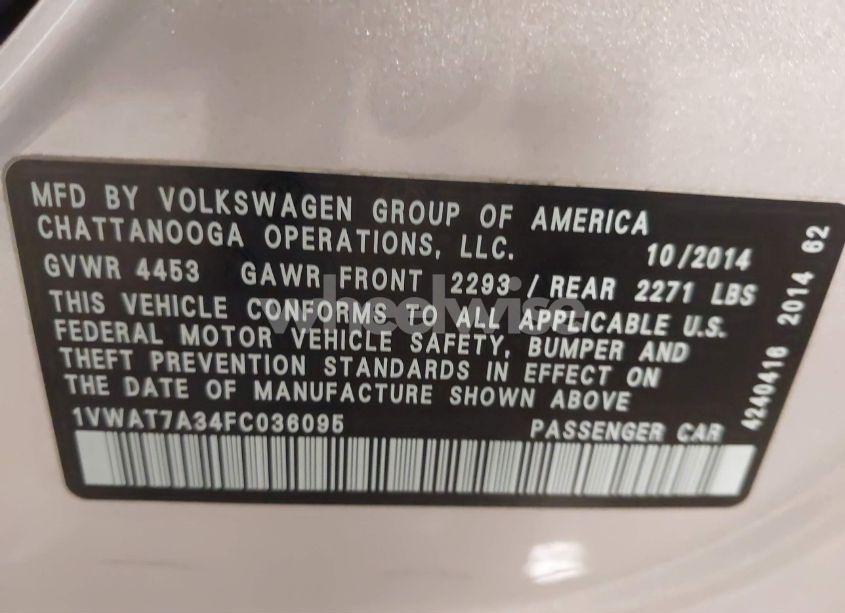 MFD BY VOLKSWAGEN GROUP OF AMERICA
CHATTANOOGA OPERATIONS, LLC. 10/2014
GVWR 4453 GAWR FRONT 2293 / REAR 2271 LBS
THIS VEHICLE CONFORMS TO ALL APPLICABLE U.S.
FEDERAL MOTOR VEHICLE SAFETY, BUMPER AND
THEFT PREVENTION STANDARDS IN EFFECT ON
THE DATE OF MANUFACTURE SHOWN ABOVE
1VWAT7A34FC036095 PASSENGER CAR
4240416 2014 62
wheelwise